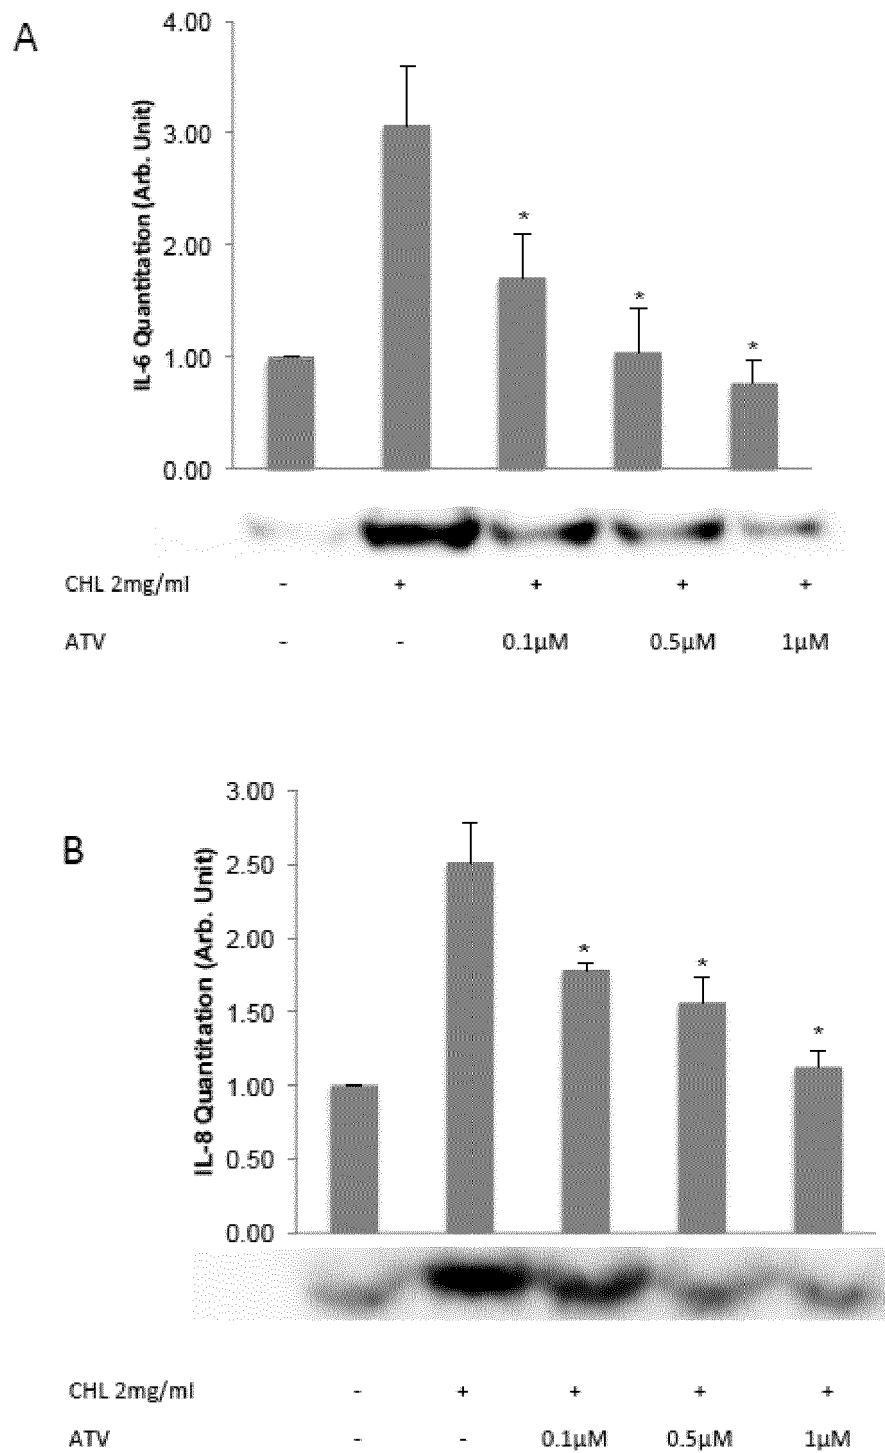 A
4.00
3.00
2.00
1.00
0.00
IL-6 Quantitation (Arb. Unit)
*
*
*
CHL 2mg/ml - + + + +
ATV - - 0.1µM 0.5µM 1µM
B
3.00
2.50
2.00
1.50
1.00
0.50
0.00
IL-8 Quantitation (Arb. Unit)
*
*
*
CHL 2mg/ml - + + + +
ATV - - 0.1µM 0.5µM 1µM